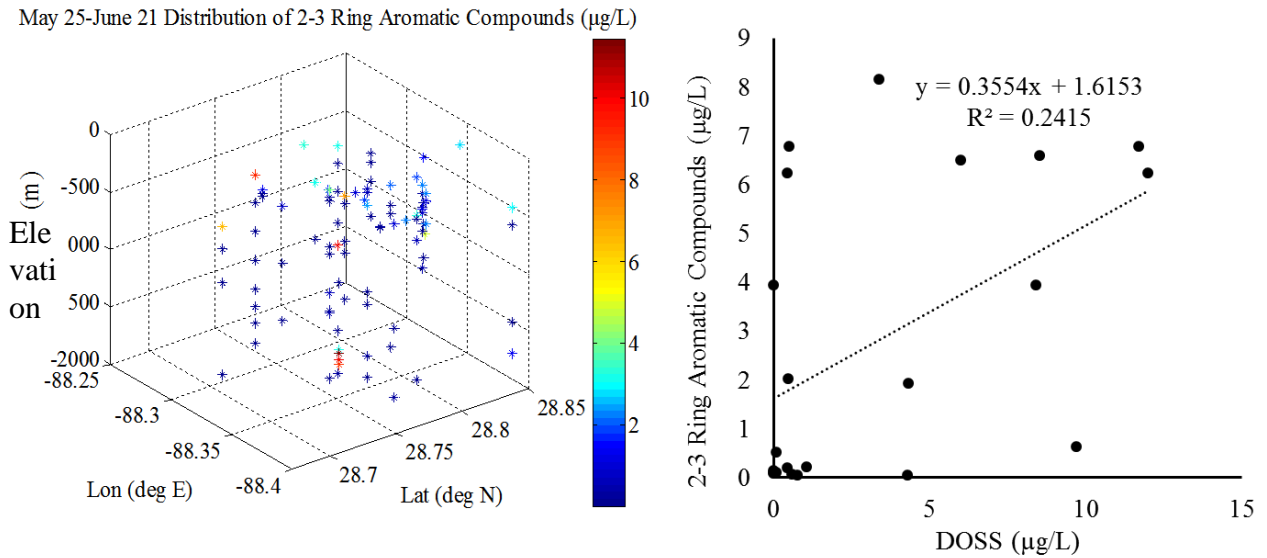 May 25-June 21 Distribution of 2-3 Ring Aromatic Compounds (µg/L)
0
-500
000
500
-2000
(m)
Ele
vati
on
-88.25
-88.3
-88.35
-88.4
Lon (deg E)
28.7
28.75
28.8
28.85
Lat (deg N)
10
8
6
4
2
2-3 Ring Aromatic Compounds (µg/L)
9
8
7
6
5
4
3
2
1
0
y = 0.3554x + 1.6153
R² = 0.2415
0
5
10
15
DOSS (µg/L)